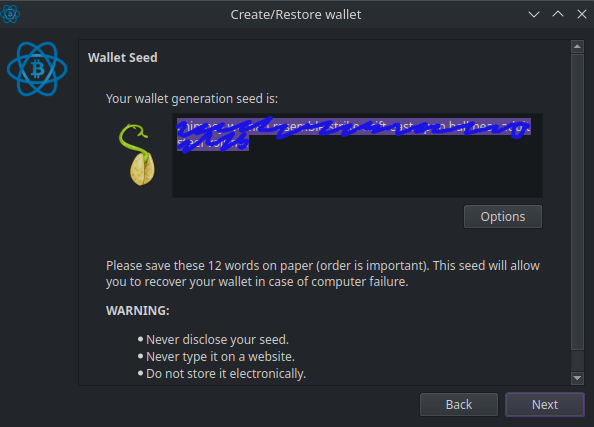 Create/Restore wallet
Wallet Seed
Your wallet generation seed is:
Options
Please save these 12 words on paper (order is important). This seed will allow
you to recover your wallet in case of computer failure.
WARNING:
• Never disclose your seed.
• Never type it on a website.
• Do not store it electronically.
Back
Next